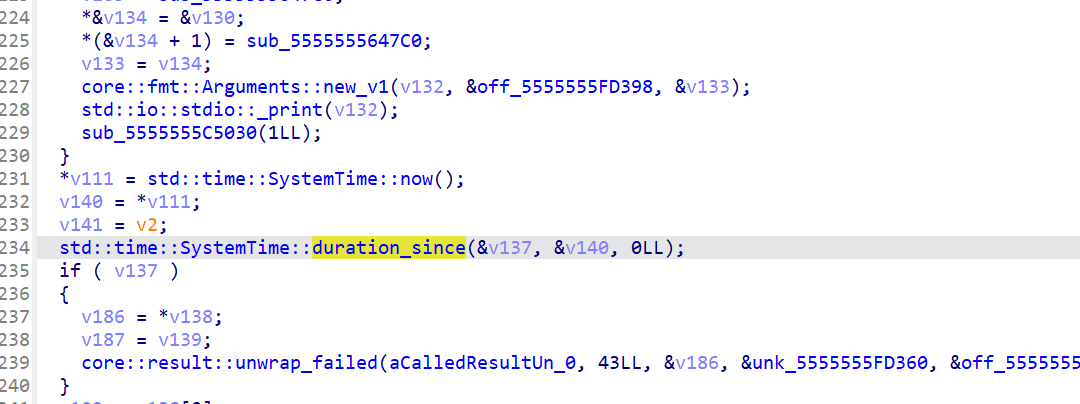 224 *&v134 = &v130;
225 *(&v134 + 1) = sub_5555555647C0;
226 v133 = v134;
227 core::fmt::Arguments::new_v1(v132, &off_5555555FD398, &v133);
228 std::io::stdio::_print(v132);
229 sub_5555555C5030(1LL);
230 }
231 *v111 = std::time::SystemTime::now();
232 v140 = *v111;
233 v141 = v2;
234 std::time::SystemTime::duration_since(&v137, &v140, 0LL);
235 if ( v137 )
236 {
237 v186 = *v138;
238 v187 = v139;
239 core::result::unwrap_failed(aCalledResultUn_0, 43LL, &v186, &unk_5555555FD360, &off_5555555
240 }